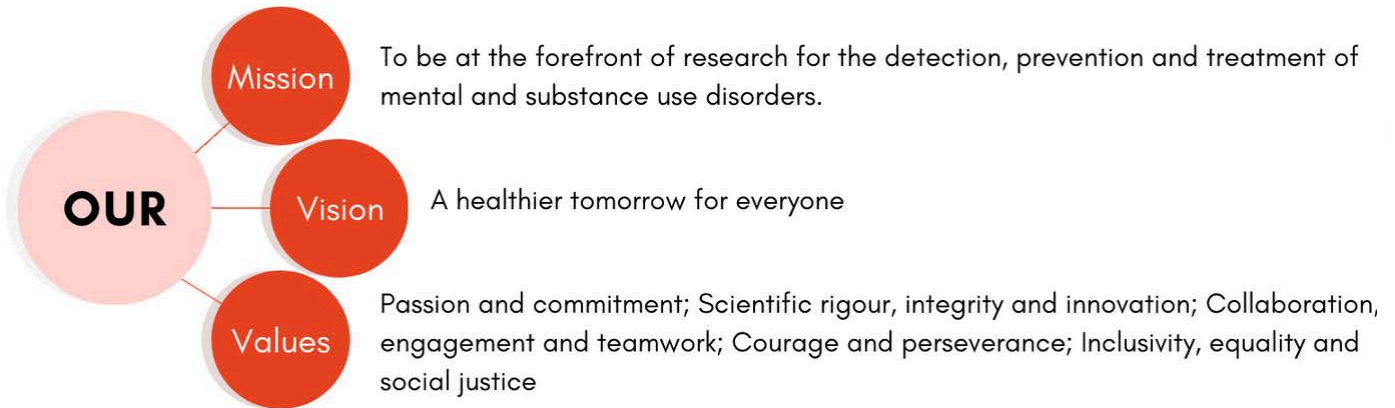 OUR
Mission
To be at the forefront of research for the detection, prevention and treatment of
mental and substance use disorders.
Vision
A healthier tomorrow for everyone
Values
Passion and commitment; Scientific rigour, integrity and innovation; Collaboration,
engagement and teamwork; Courage and perseverance; Inclusivity, equality and
social justice